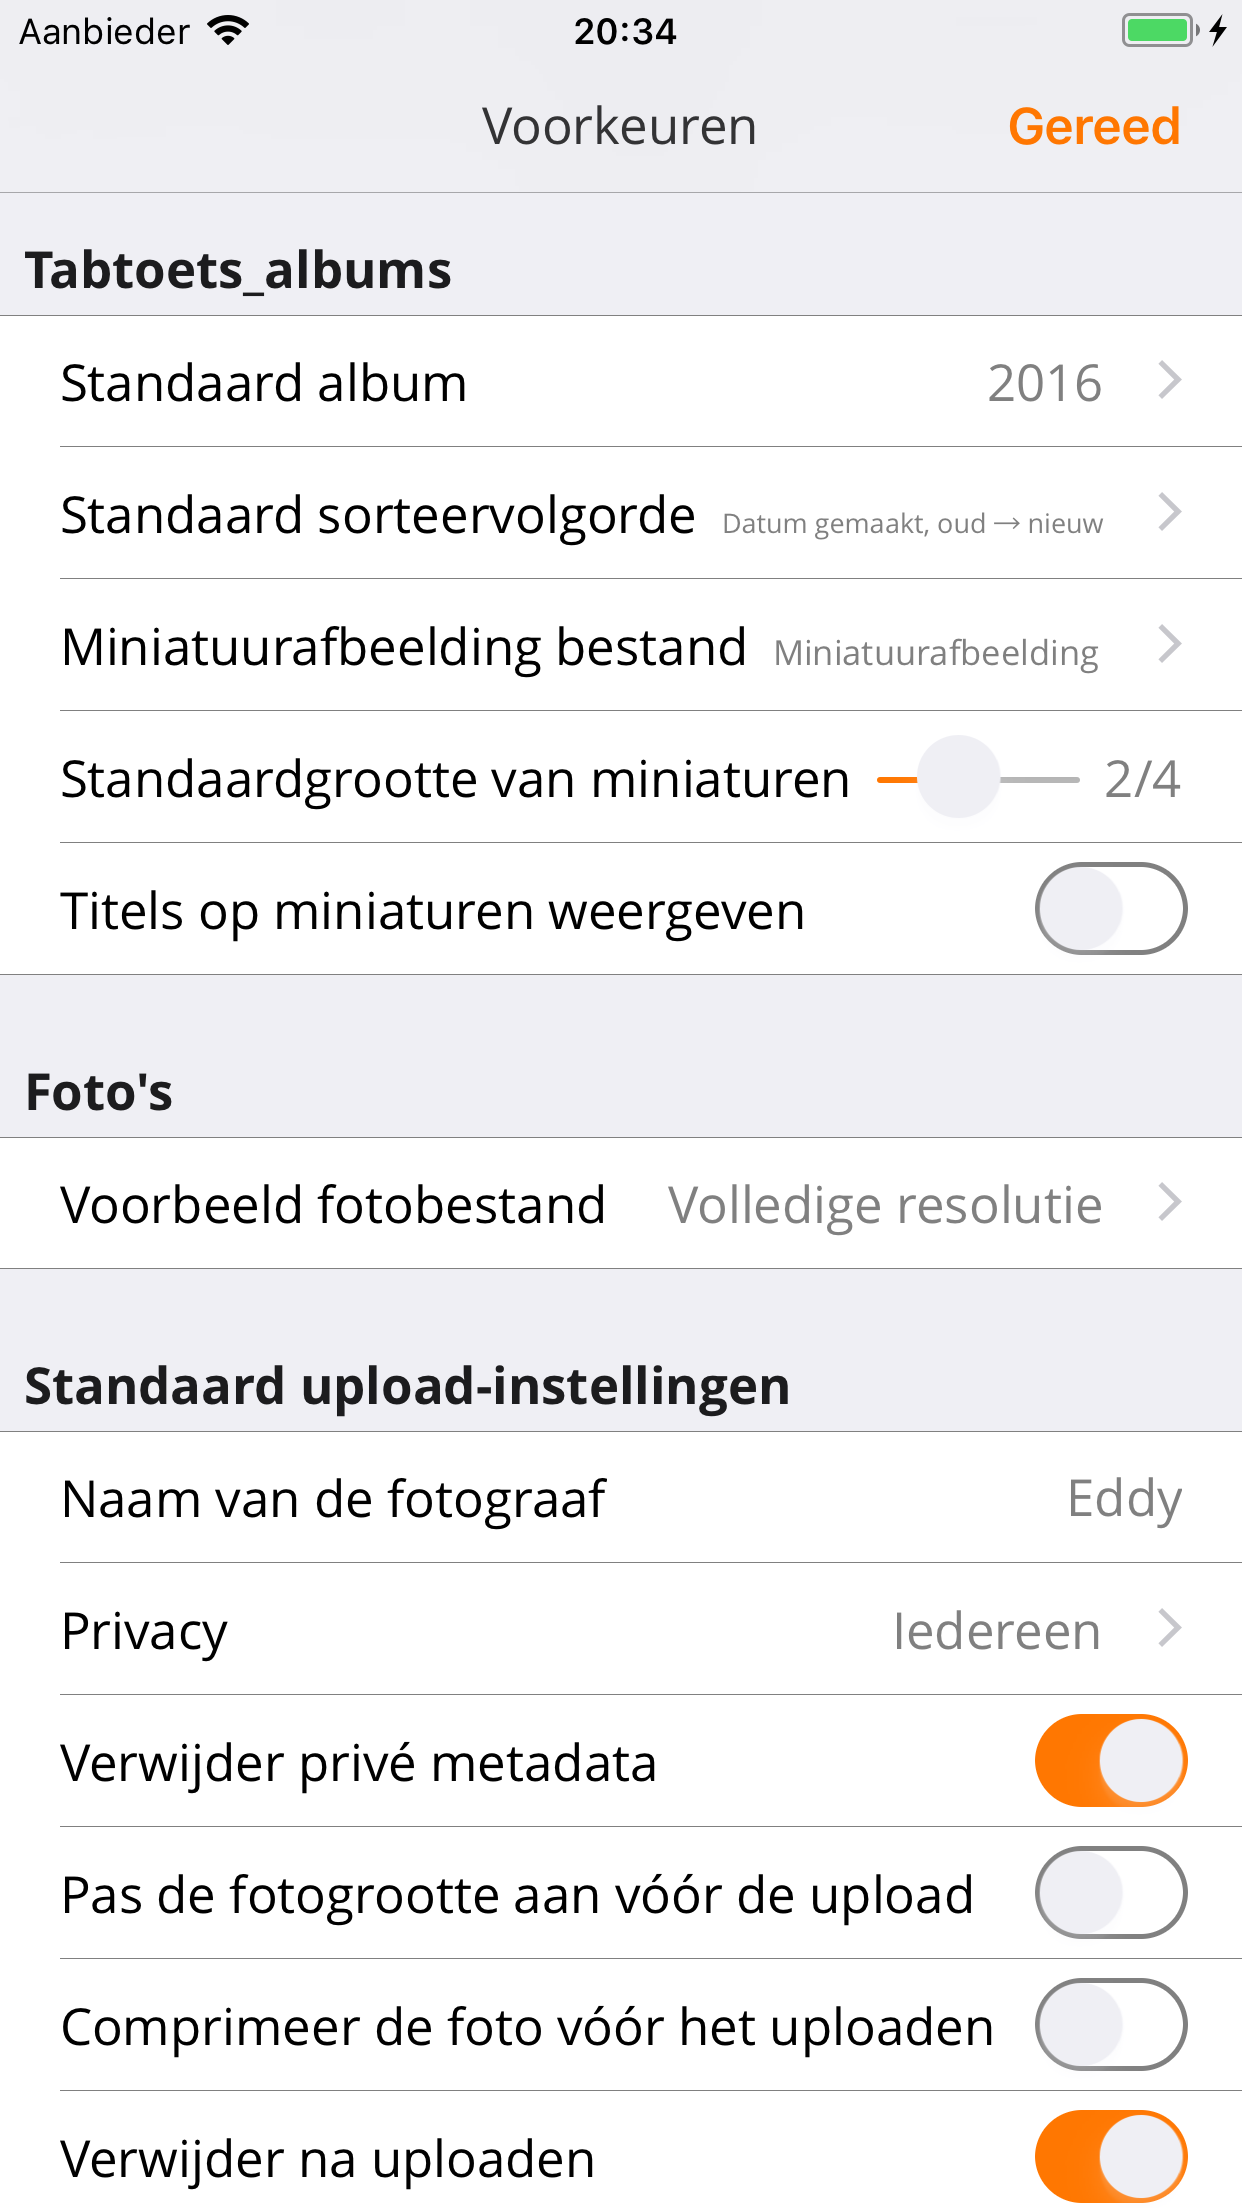 Aanbieder 20:34
Voorkeuren Gereed
Tabtoets_albums
Standaard album 2016
Standaard sorteervolgorde Datum gemaakt, oud → nieuw
Miniatuurafbeelding bestand Miniatuurafbeelding
Standaardgrootte van miniaturen 2/4
Titels op miniaturen weergeven
Foto's
Voorbeeld fotobestand Volledige resolutie
Standaard upload-instellingen
Naam van de fotograaf Eddy
Privacy Iedereen
Verwijder privé metadata
Pas de fotogrootte aan vóór de upload
Comprimeer de foto vóór het uploaden
Verwijder na uploaden